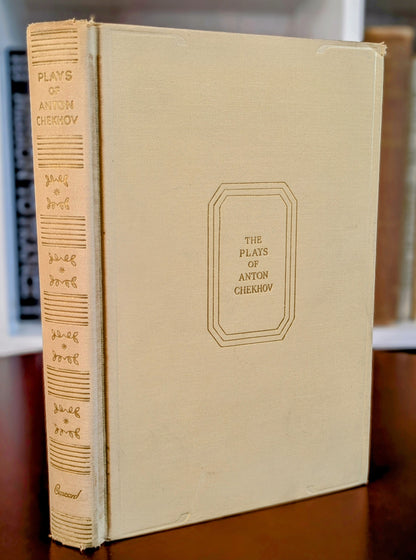 PLAYS
OF
ANTON
CHEKHOV
THE
PLAYS
OF
ANTON
CHEKHOV